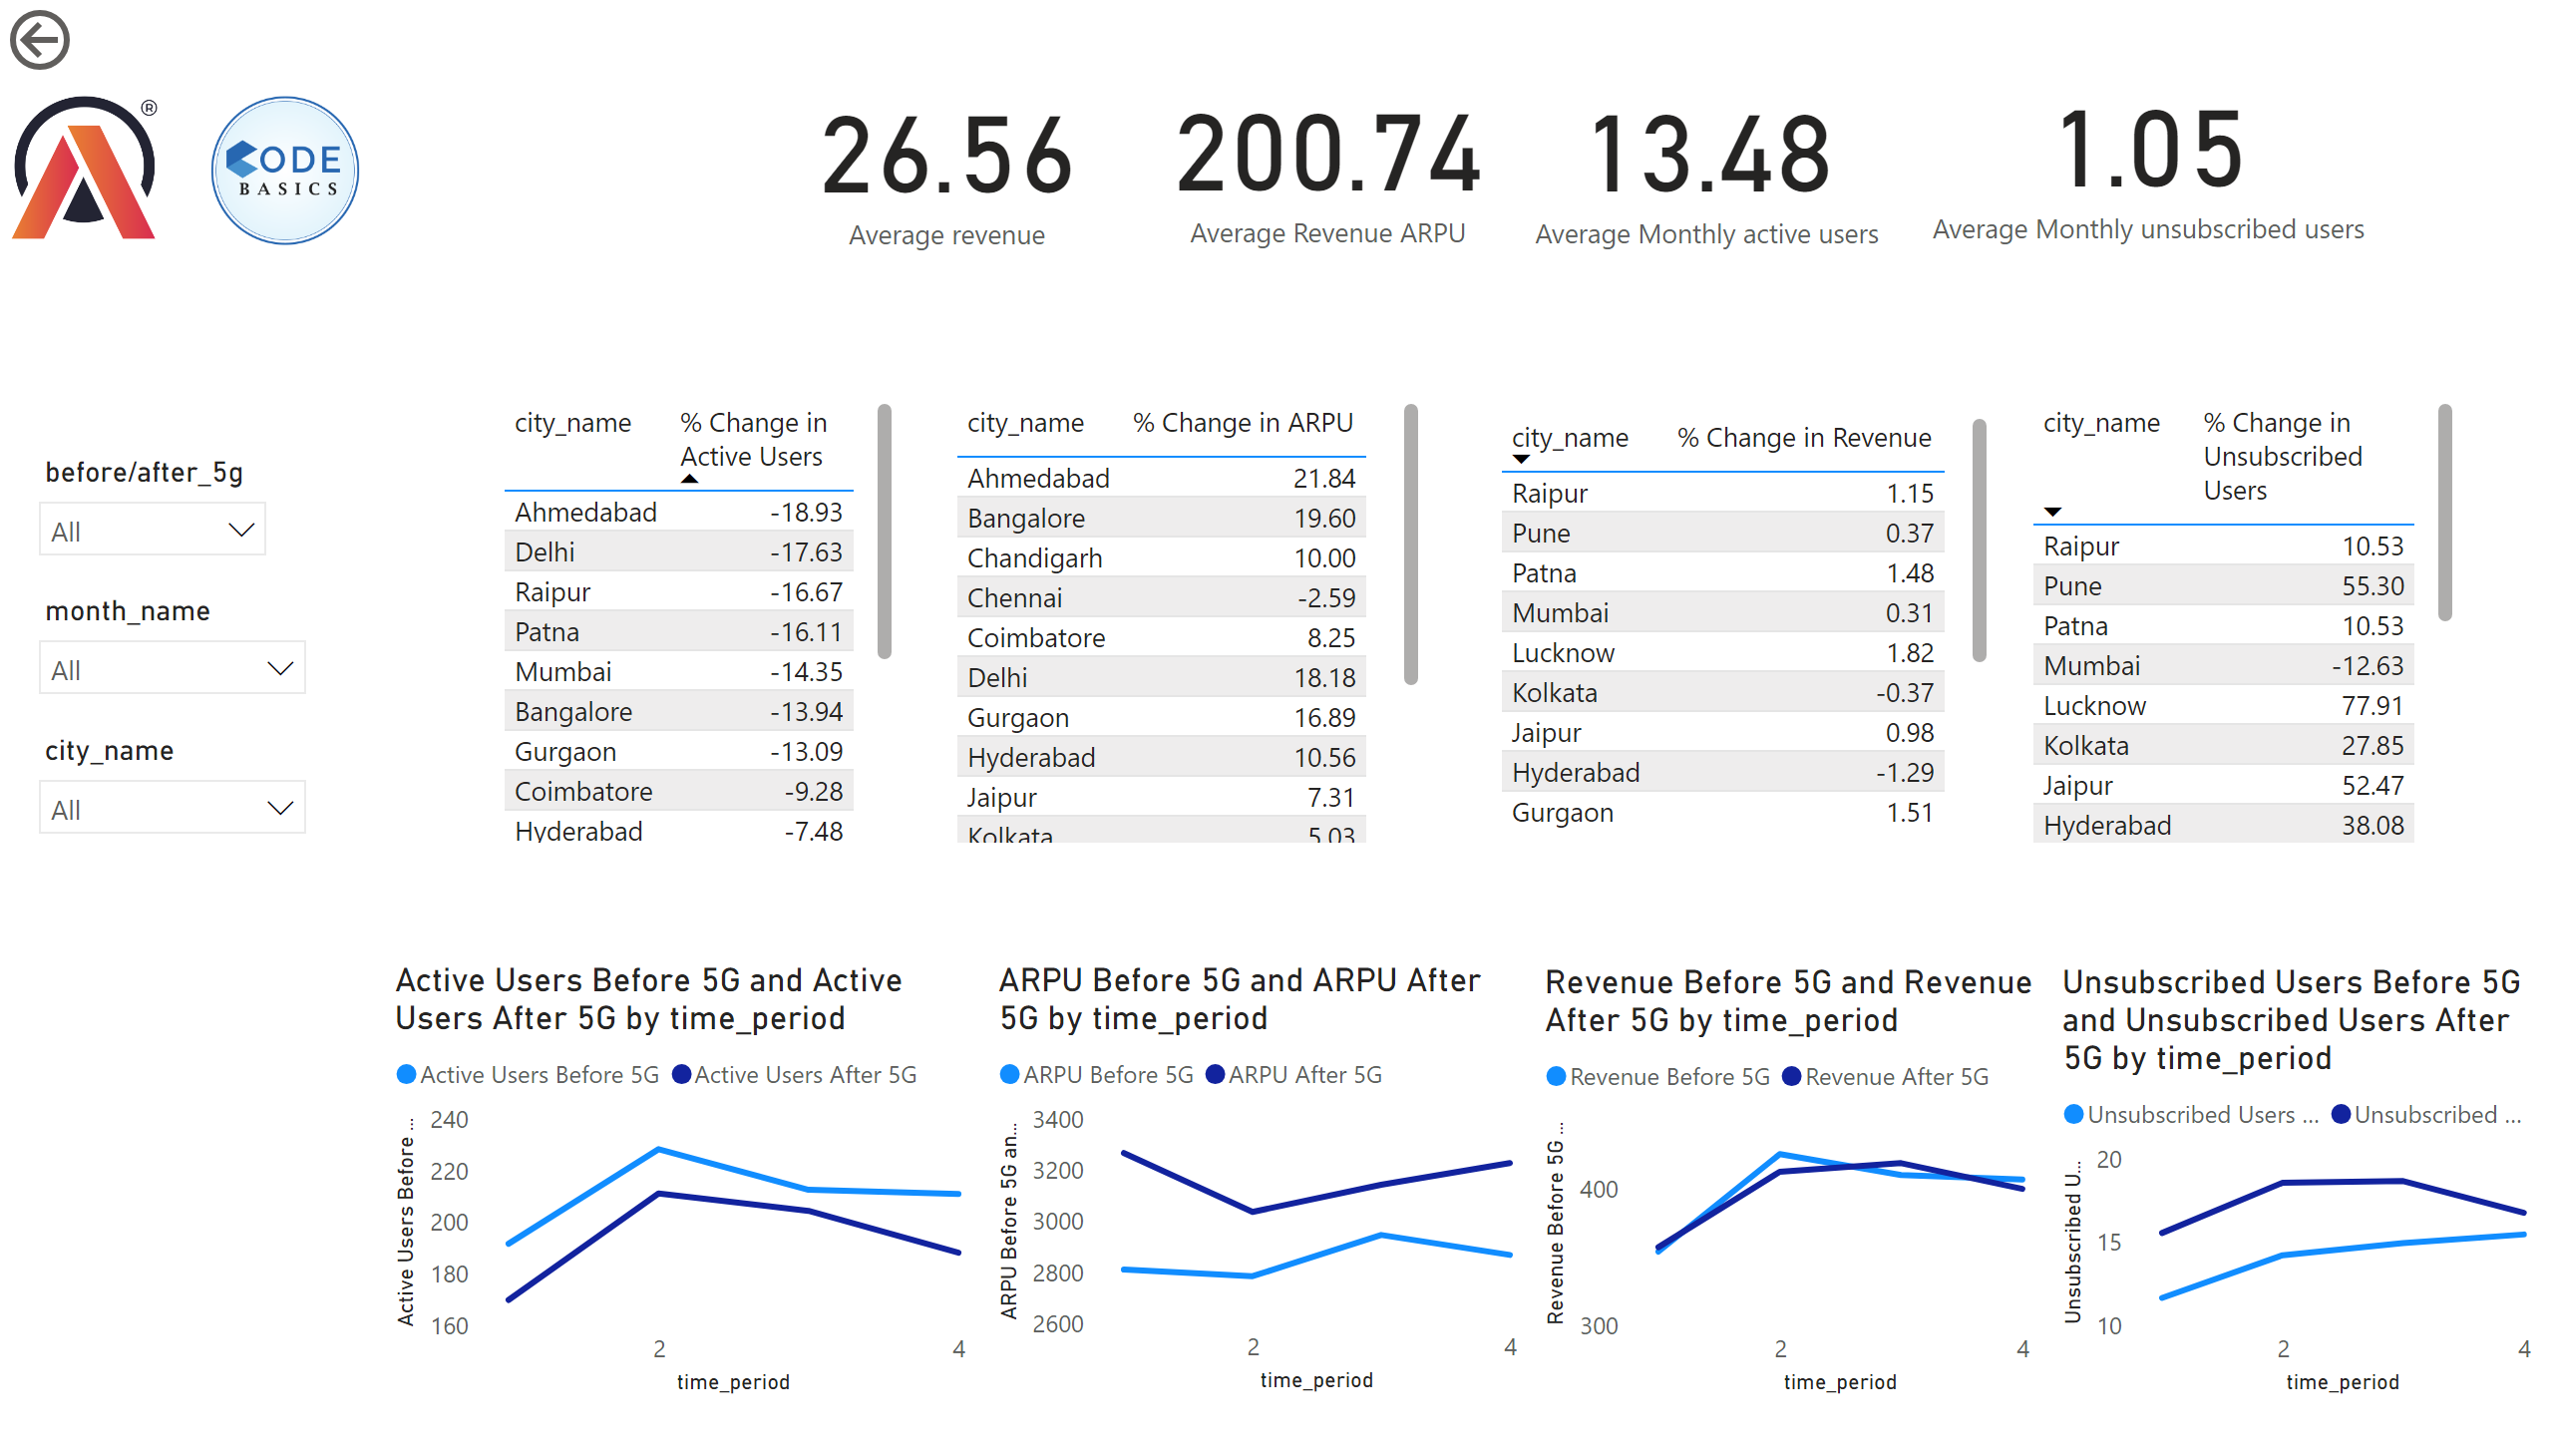 ®
CODE
BASICS
26.56
Average revenue
200.74
Average Revenue ARPU
13.48
Average Monthly active users
1.05
Average Monthly unsubscribed users
before/after_5g
All
month_name
All
city_name
All
city_name % Change in
Active Users
Ahmedabad -18.93
Delhi -17.63
Raipur -16.67
Patna -16.11
Mumbai -14.35
Bangalore -13.94
Gurgaon -13.09
Coimbatore -9.28
Hyderabad -7.48
city_name % Change in ARPU
Ahmedabad 21.84
Bangalore 19.60
Chandigarh 10.00
Chennai -2.59
Coimbatore 8.25
Delhi 18.18
Gurgaon 16.89
Hyderabad 10.56
Jaipur 7.31
Kolkata 5.03
city_name % Change in Revenue
Raipur 1.15
Pune 0.37
Patna 1.48
Mumbai 0.31
Lucknow 1.82
Kolkata -0.37
Jaipur 0.98
Hyderabad -1.29
Gurgaon 1.51
city_name % Change in
Unsubscribed
Users
Raipur 10.53
Pune 55.30
Patna 10.53
Mumbai -12.63
Lucknow 77.91
Kolkata 27.85
Jaipur 52.47
Hyderabad 38.08
Active Users Before 5G and Active
Users After 5G by time_period
Active Users Before 5G Active Users After 5G
Active Users Before ...
240
220
200
180
160
2 4
time_period
ARPU Before 5G and ARPU After
5G by time_period
ARPU Before 5G ARPU After 5G
ARPU Before 5G an...
3400
3200
3000
2800
2600
2 4
time_period
Revenue Before 5G and Revenue
After 5G by time_period
Revenue Before 5G Revenue After 5G
Revenue Before 5G ...
400
300
2 4
time_period
Unsubscribed Users Before 5G
and Unsubscribed Users After
5G by time_period
Unsubscribed Users ... Unsubscribed ...
Unsubscribed U...
20
15
10
2 4
time_period